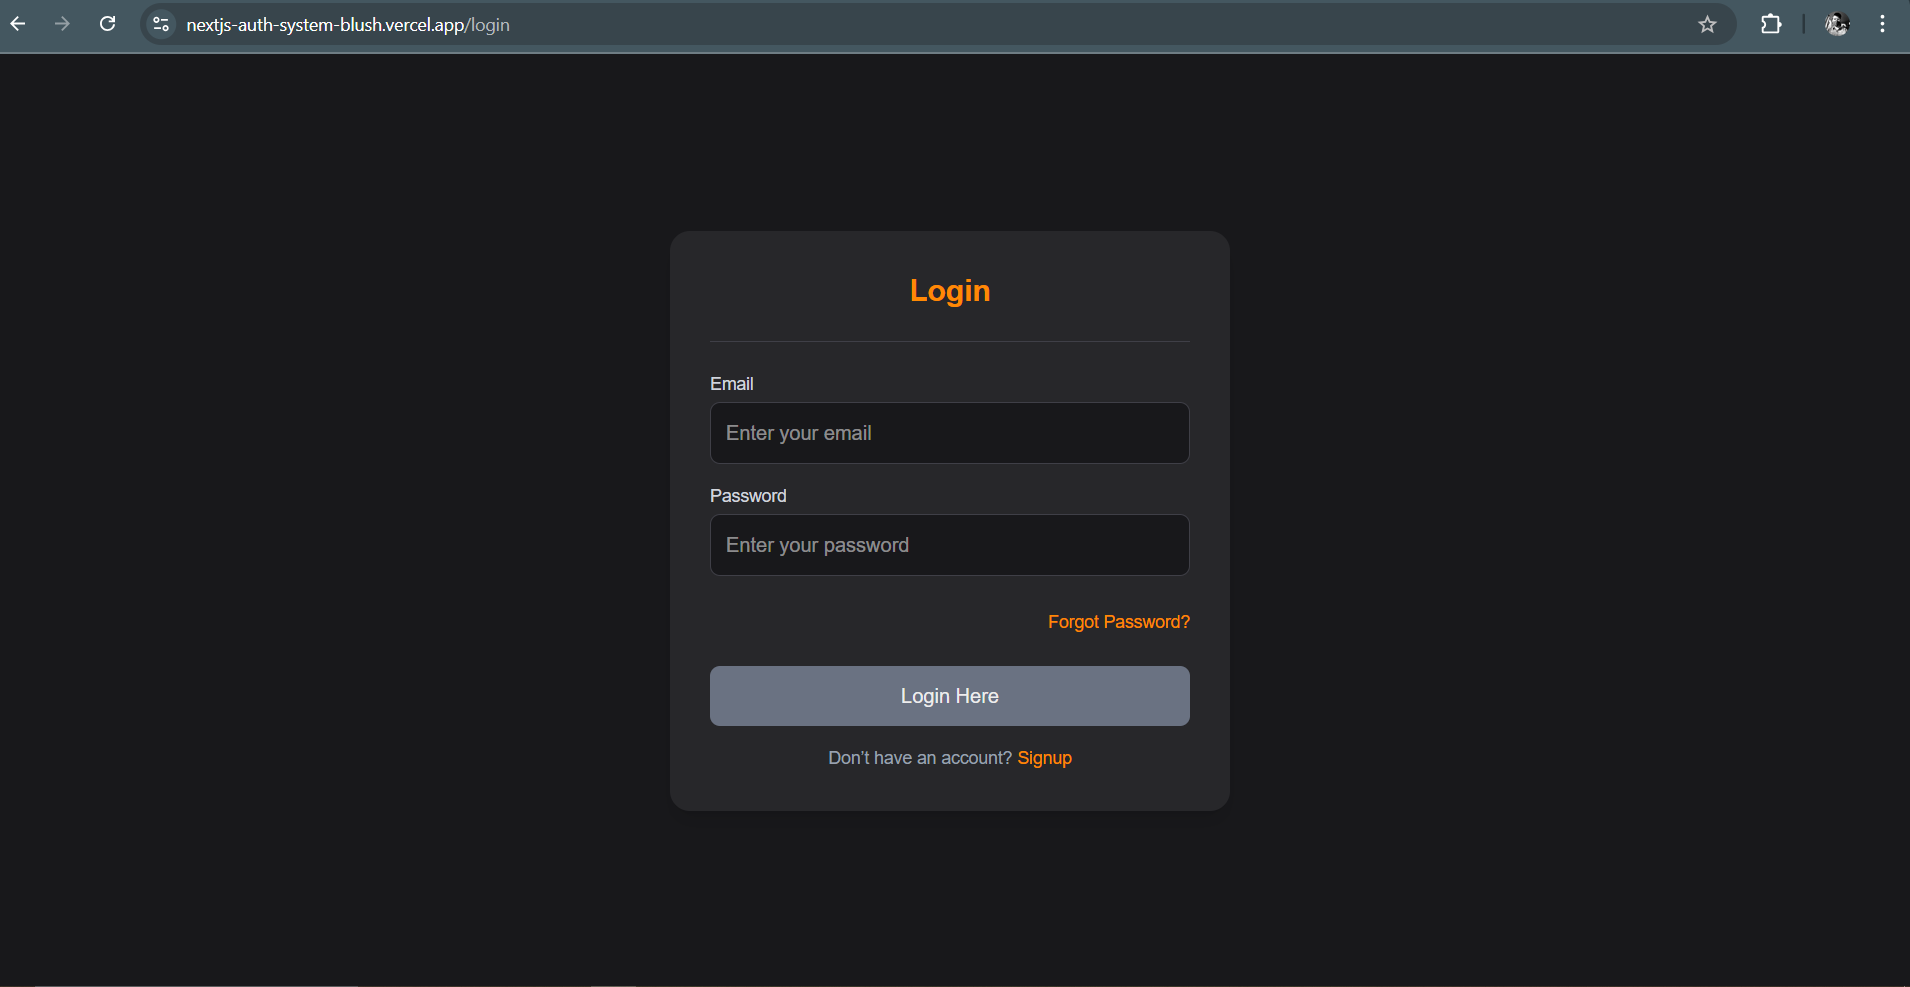 nextjs-auth-system-blush.vercel.app/login
Login
Email
Enter your email
Password
Enter your password
Forgot Password?
Login Here
Don't have an account? Signup